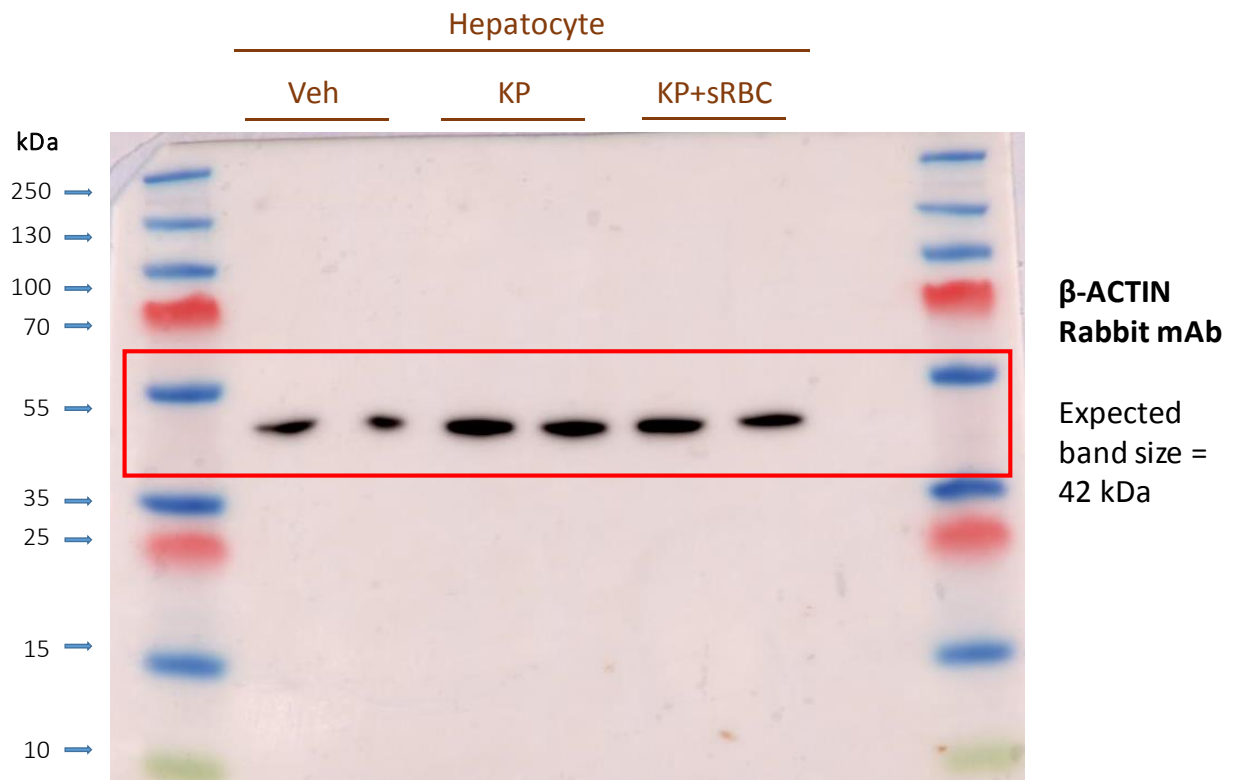 Hepatocyte
Veh KP KP+sRBC
kDa
250
130
100
70
55
35
25
15
10
β-ACTIN
Rabbit mAb
Expected
band size =
42 kDa